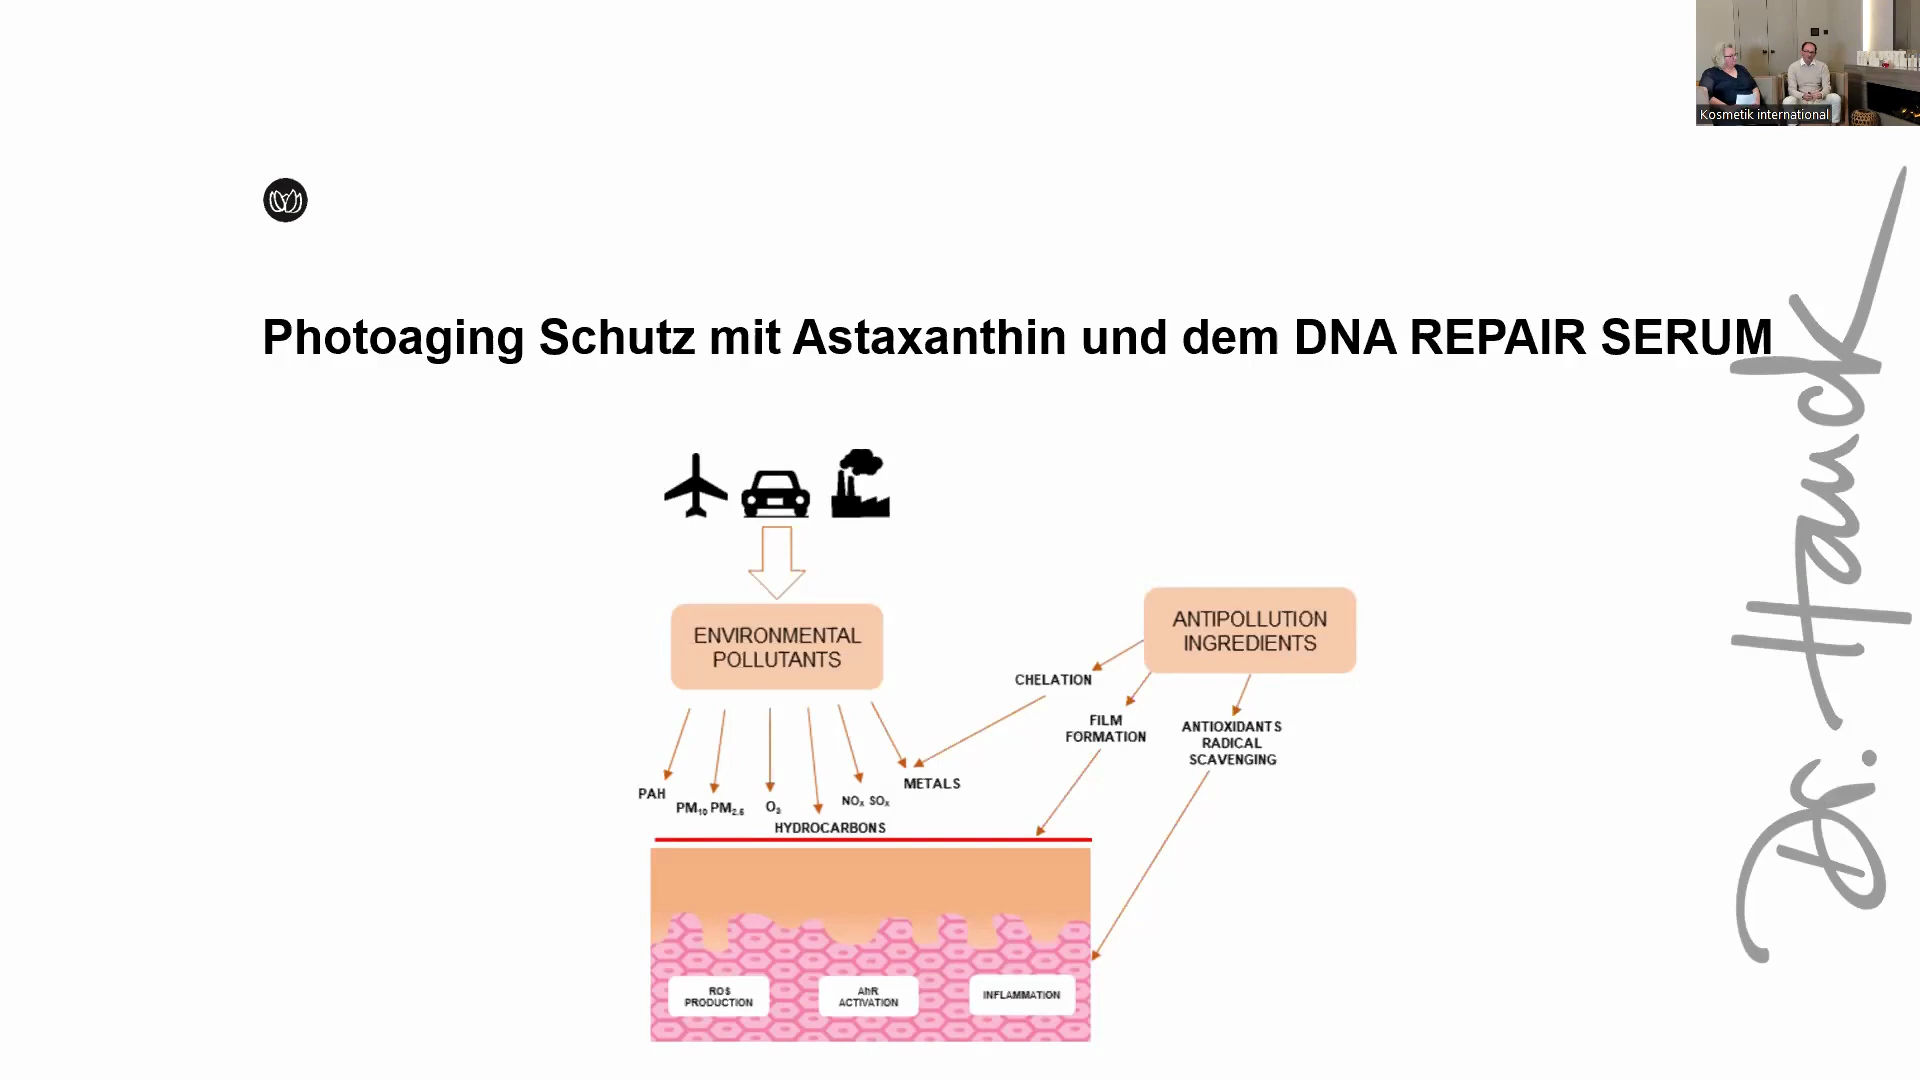 Kosmetik international
Photoaging Schutz mit Astaxanthin und dem DNA REPAIR SERUM
Dr. Hauck
ENVIRONMENTAL
POLLUTANTS
ANTIPOLLUTION
INGREDIENTS
CHELATION
FILM
FORMATION
ANTIOXIDANTS
RADICAL
SCAVENGING
PAH
PM₁₀ PM₂.₅
O₃
HYDROCARBONS
NOₓ SOₓ
METALS
ROS
PRODUCTION
AhR
ACTIVATION
INFLAMMATION